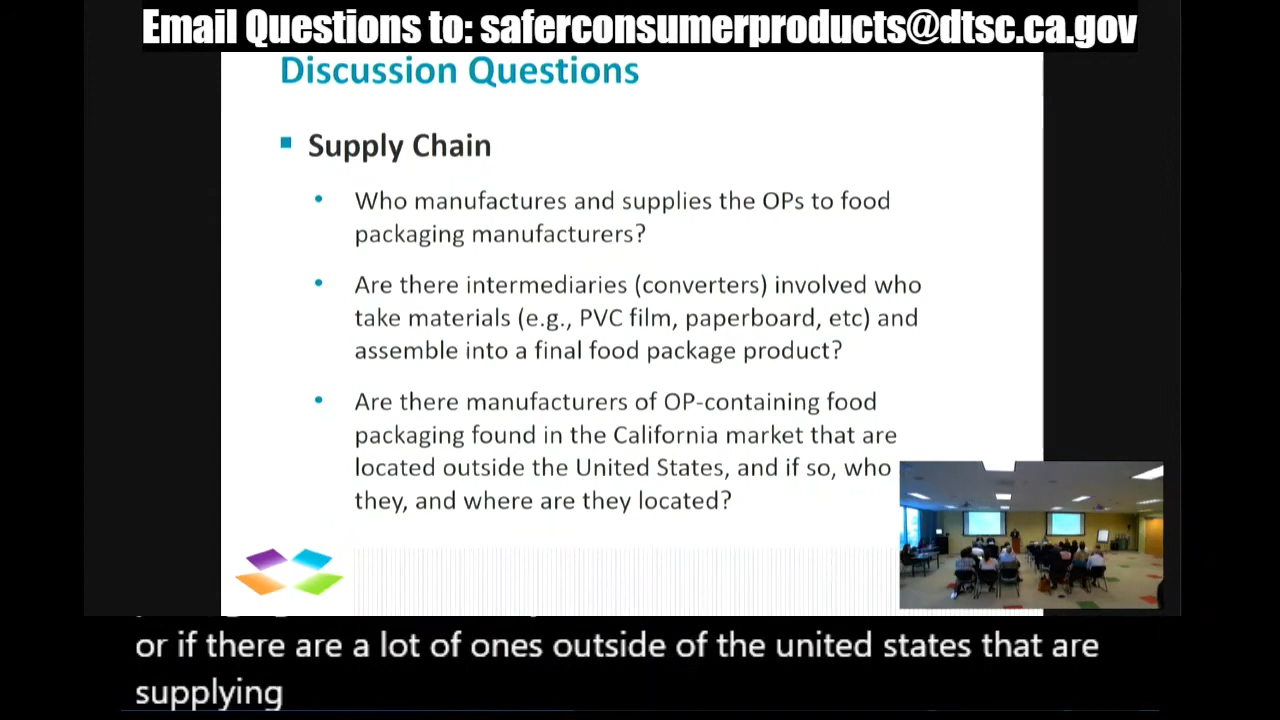 Email Questions to: saferconsumerproducts@dtsc.ca.gov
Discussion Questions
Supply Chain
Who manufactures and supplies the OPs to food
packaging manufacturers?
Are there intermediaries (converters) involved who
take materials (e.g., PVC film, paperboard, etc) and
assemble into a final food package product?
Are there manufacturers of OP-containing food
packaging found in the California market that are
located outside the United States, and if so, who
they, and where are they located?
or if there are a lot of ones outside of the united states that are
supplying